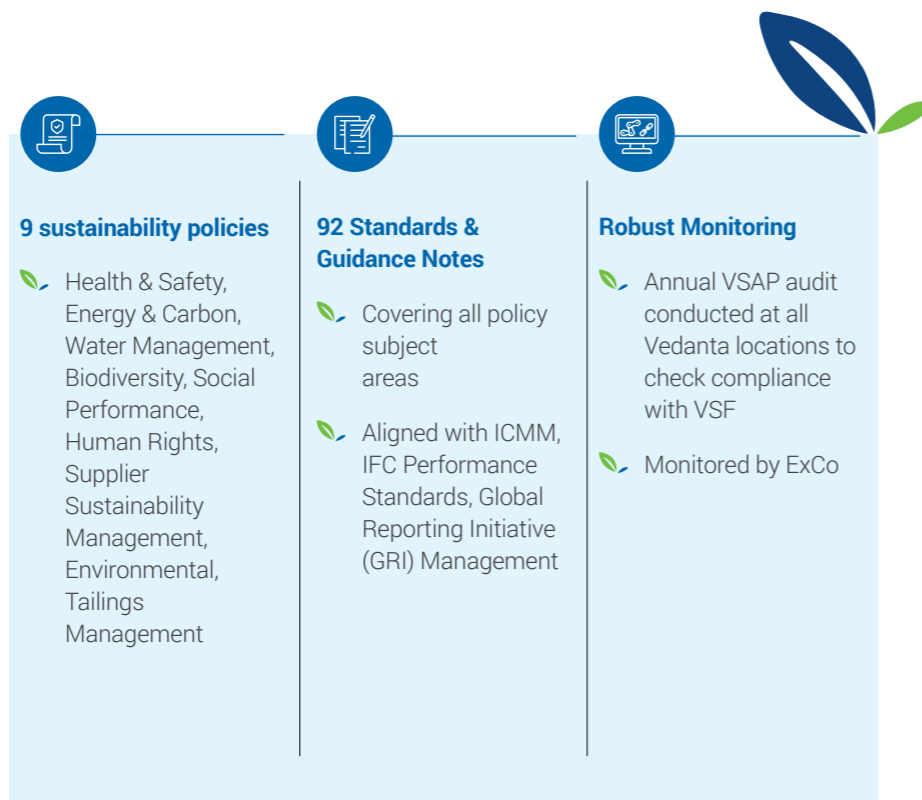 9 sustainability policies
Health & Safety,
Energy & Carbon,
Water Management,
Biodiversity, Social
Performance,
Human Rights,
Supplier
Sustainability
Management,
Environmental,
Tailings
Management
92 Standards &
Guidance Notes
Covering all policy
subject
areas
Aligned with ICMM,
IFC Performance
Standards, Global
Reporting Initiative
(GRI) Management
Robust Monitoring
Annual VSAP audit
conducted at all
Vedanta locations to
check compliance
with VSF
Monitored by ExCo